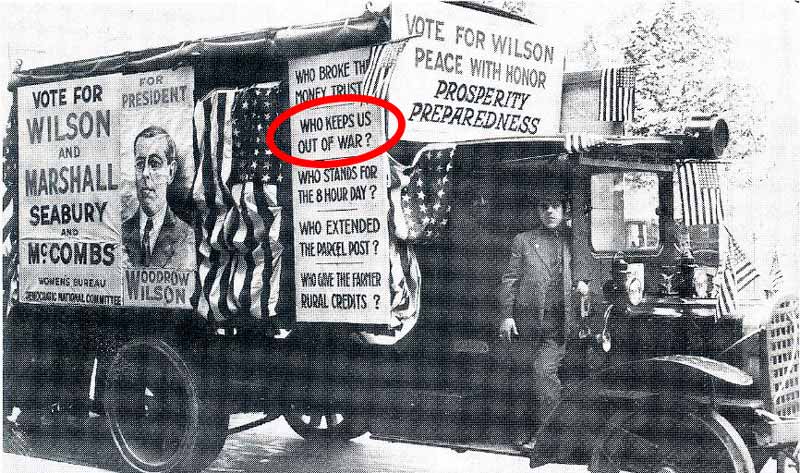 VOTE FOR
WILSON
AND
MARSHALL
SEABURY
AND
McCOMBS
WOMEN'S BUREAU
DEMOCRATIC NATIONAL COMMITTEE
FOR
PRESIDENT
WOODROW
WILSON
WHO BROKE THE
MONEY TRUST
WHO KEEPS US
OUT OF WAR?
WHO STANDS FOR
THE 8 HOUR DAY?
WHO EXTENDED
THE PARCEL POST?
WHO GIVE THE FARMER
RURAL CREDITS?
VOTE FOR WILSON
PEACE WITH HONOR
PROSPERITY
PREPAREDNESS